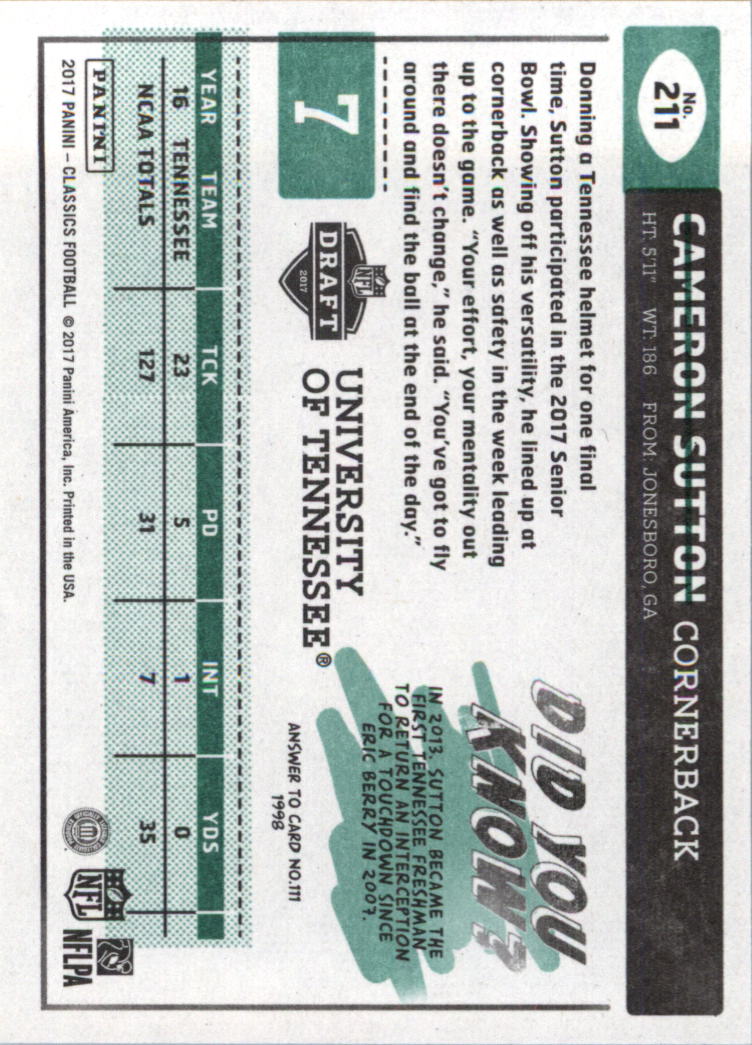 No.
211
CAMERON SUTTON CORNERBACK
HT: 5'11" WT: 186 FROM: JONESBORO, GA
Donning a Tennessee helmet for one final
time, Sutton participated in the 2017 Senior
Bowl. Showing off his versatility, he lined up at
cornerback as well as safety in the week leading
up to the game. "Your effort, your mentality out
there doesn't change," he said. "You've got to fly
around and find the ball at the end of the day."
DID YOU
KNOW?
IN 2013, SUTTON BECAME THE
FIRST TENNESSEE FRESHMAN
TO RETURN AN INTERCEPTION
FOR A TOUCHDOWN SINCE
ERIC BERRY IN 2007.
ANSWER TO CARD NO.111
1998
7
NFL
DRAFT
2017
UNIVERSITY
OF TENNESSEE®
YEAR TEAM TCK PD INT YDS
16 TENNESSEE 23 5 1 0
NCAA TOTALS 127 31 7 35
PANINI
2017 PANINI – CLASSICS FOOTBALL © 2017 Panini America, Inc. Printed in the USA.
NFL
NFLPA